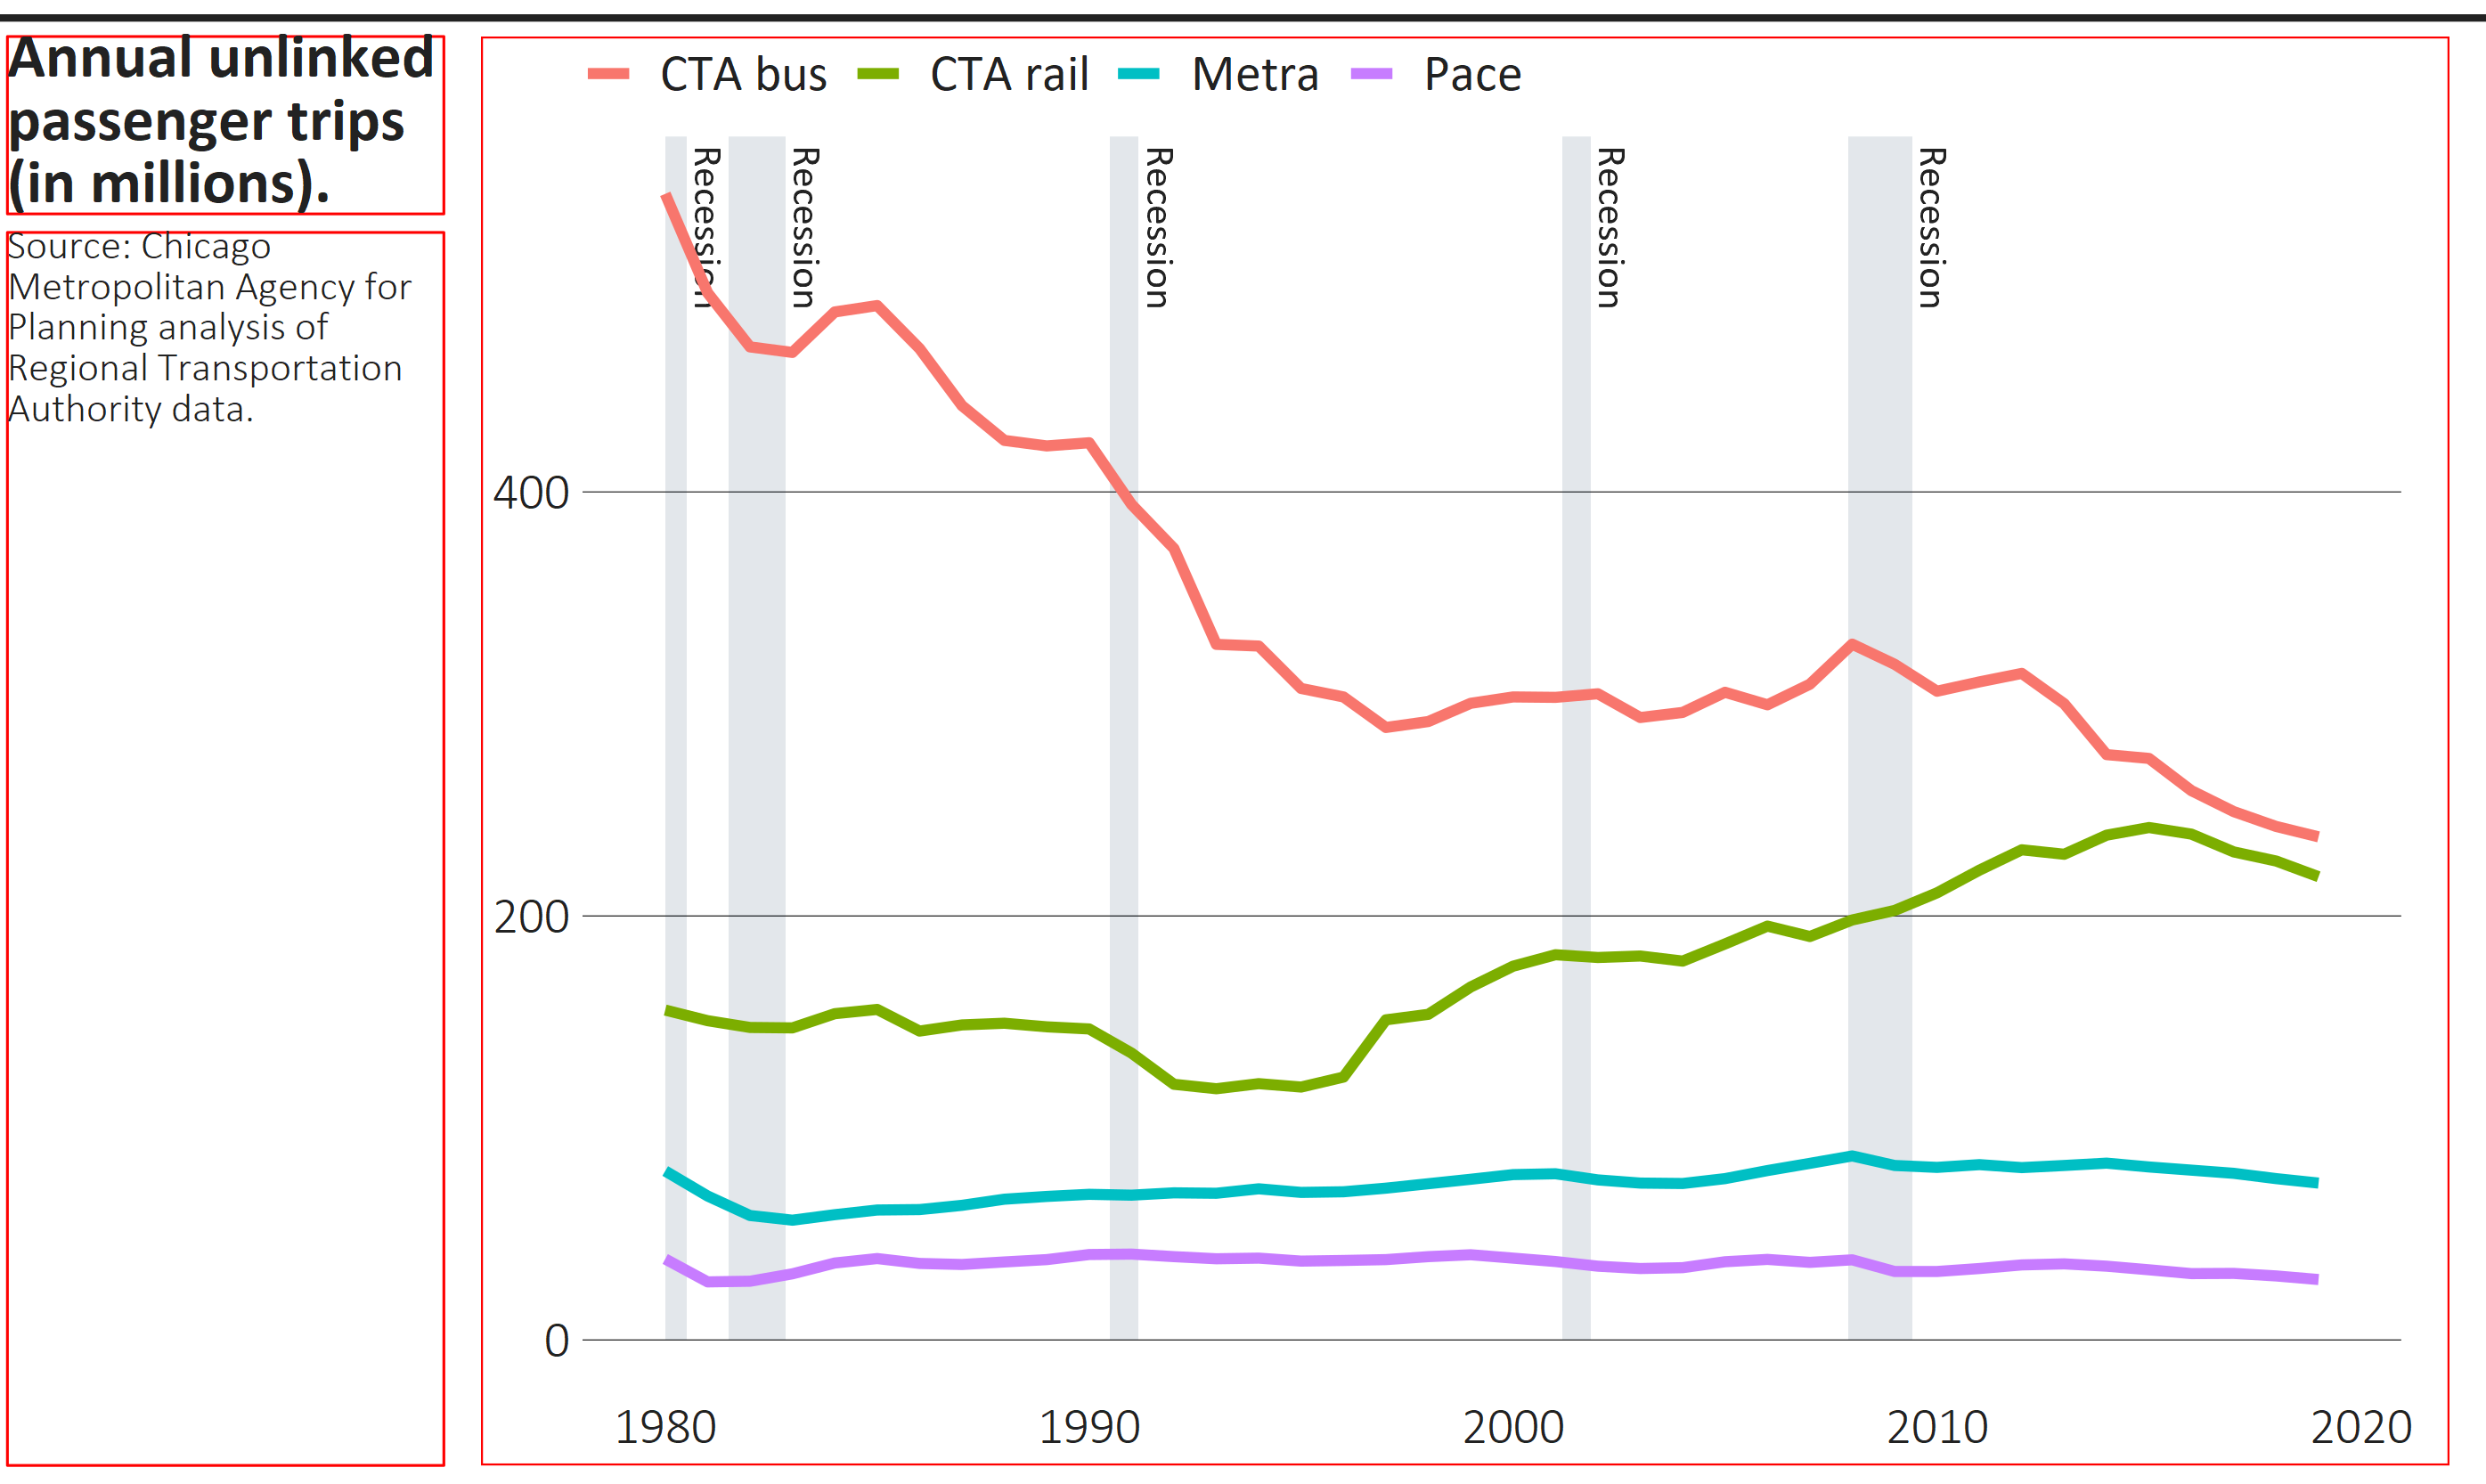 Annual unlinked
passenger trips
(in millions).
Source: Chicago
Metropolitan Agency for
Planning analysis of
Regional Transportation
Authority data.
CTA bus CTA rail Metra Pace
Recession Recession Recession Recession Recession
400
200
0
1980 1990 2000 2010 2020